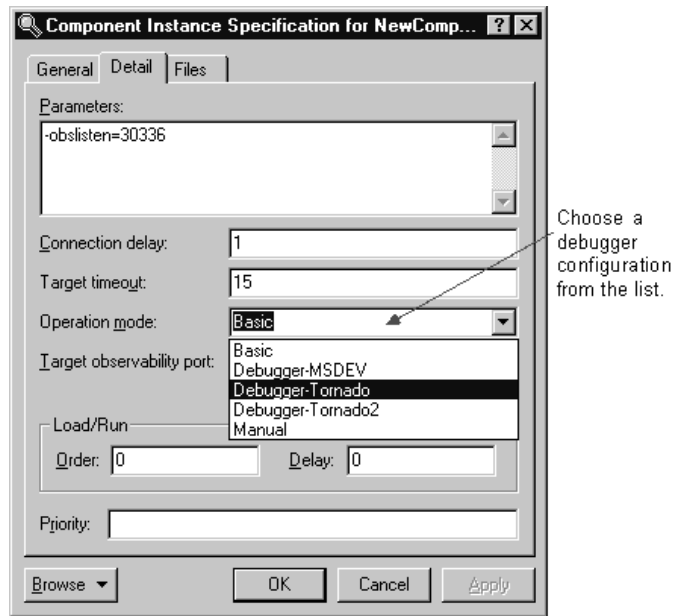 Component Instance Specification for NewComp...
General Detail Files
Parameters:
-obslisten=30336
Connection delay: 1
Target timeout: 15
Operation mode: Basic
Target observability port:
Basic
Debugger-MSDEV
Debugger-Tornado
Debugger-Tornado2
Manual
Load/Run
Order: 0 Delay: 0
Priority:
Browse OK Cancel Apply
Choose a
debugger
configuration
from the list.